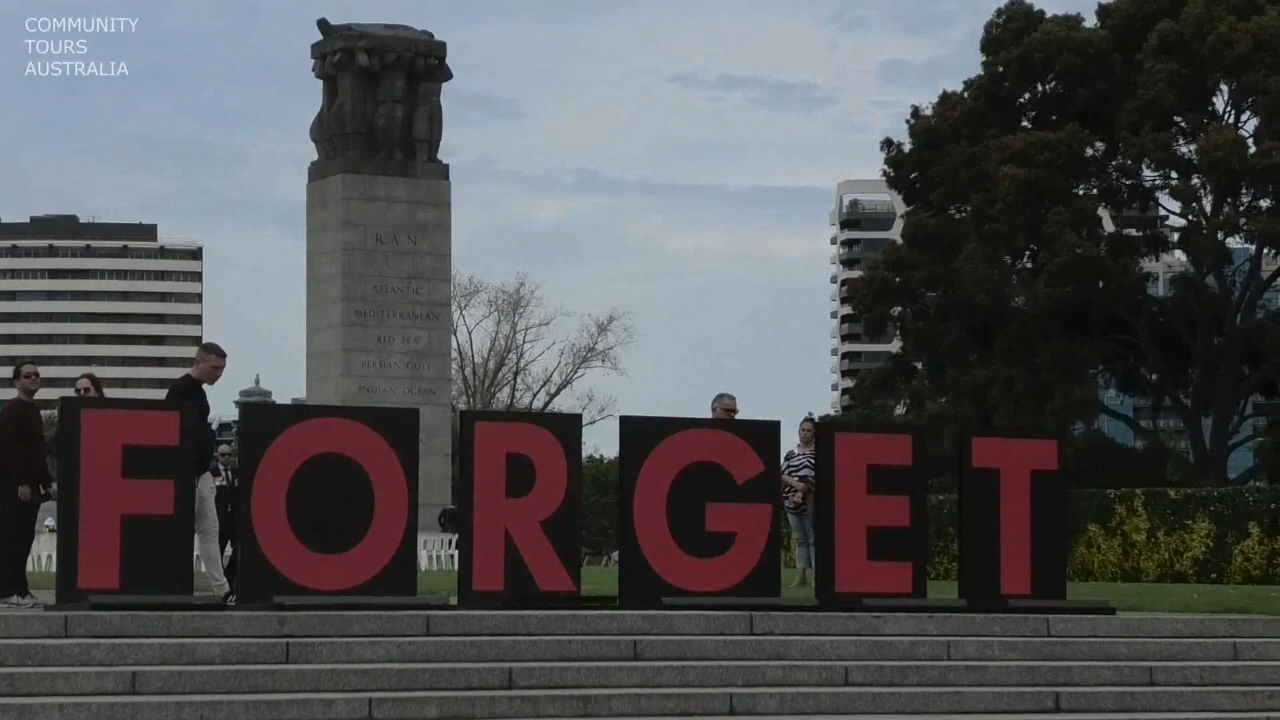 COMMUNITY
TOURS
AUSTRALIA
RAN
ATLANTIC
MEDITERRANEAN
RED SEA
PERSIAN GULF
INDIAN OCEAN
FORGET